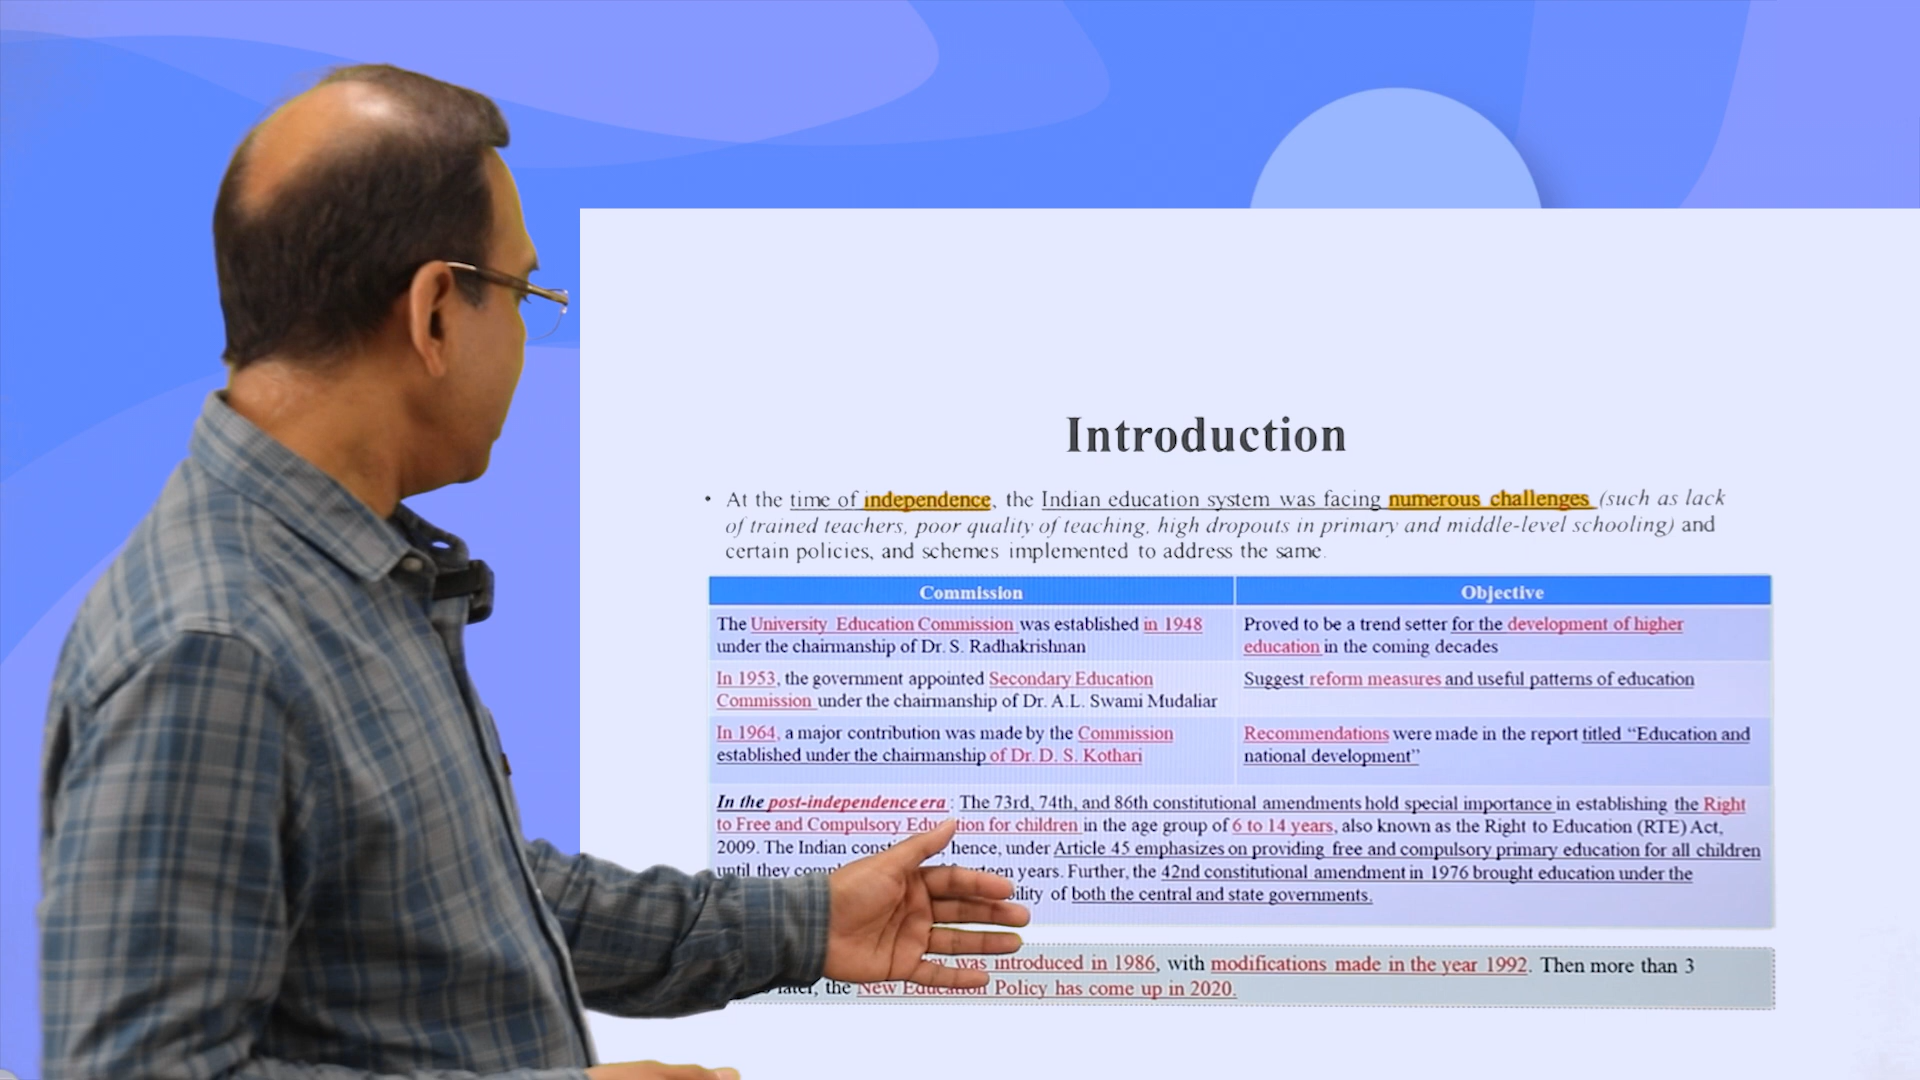 Introduction
• At the time of independence, the Indian education system was facing numerous challenges (such as lack
of trained teachers, poor quality of teaching, high dropouts in primary and middle-level schooling) and
certain policies, and schemes implemented to address the same.
Commission Objective
The University Education Commission was established in 1948
under the chairmanship of Dr. S. Radhakrishnan
Proved to be a trend setter for the development of higher
education in the coming decades
In 1953, the government appointed Secondary Education
Commission under the chairmanship of Dr. A.L. Swami Mudaliar
Suggest reform measures and useful patterns of education
In 1964, a major contribution was made by the Commission
established under the chairmanship of Dr. D. S. Kothari
Recommendations were made in the report titled “Education and
national development”
In the post-independence era : The 73rd, 74th, and 86th constitutional amendments hold special importance in establishing the Right
to Free and Compulsory Education for children in the age group of 6 to 14 years, also known as the Right to Education (RTE) Act,
2009. The Indian hence, under Article 45 emphasizes on providing free and compulsory primary education for all children
until they years. Further, the 42nd constitutional amendment in 1976 brought education under the
of both the central and state governments.
was introduced in 1986, with modifications made in the year 1992. Then more than 3
later, the New Education Policy has come up in 2020.